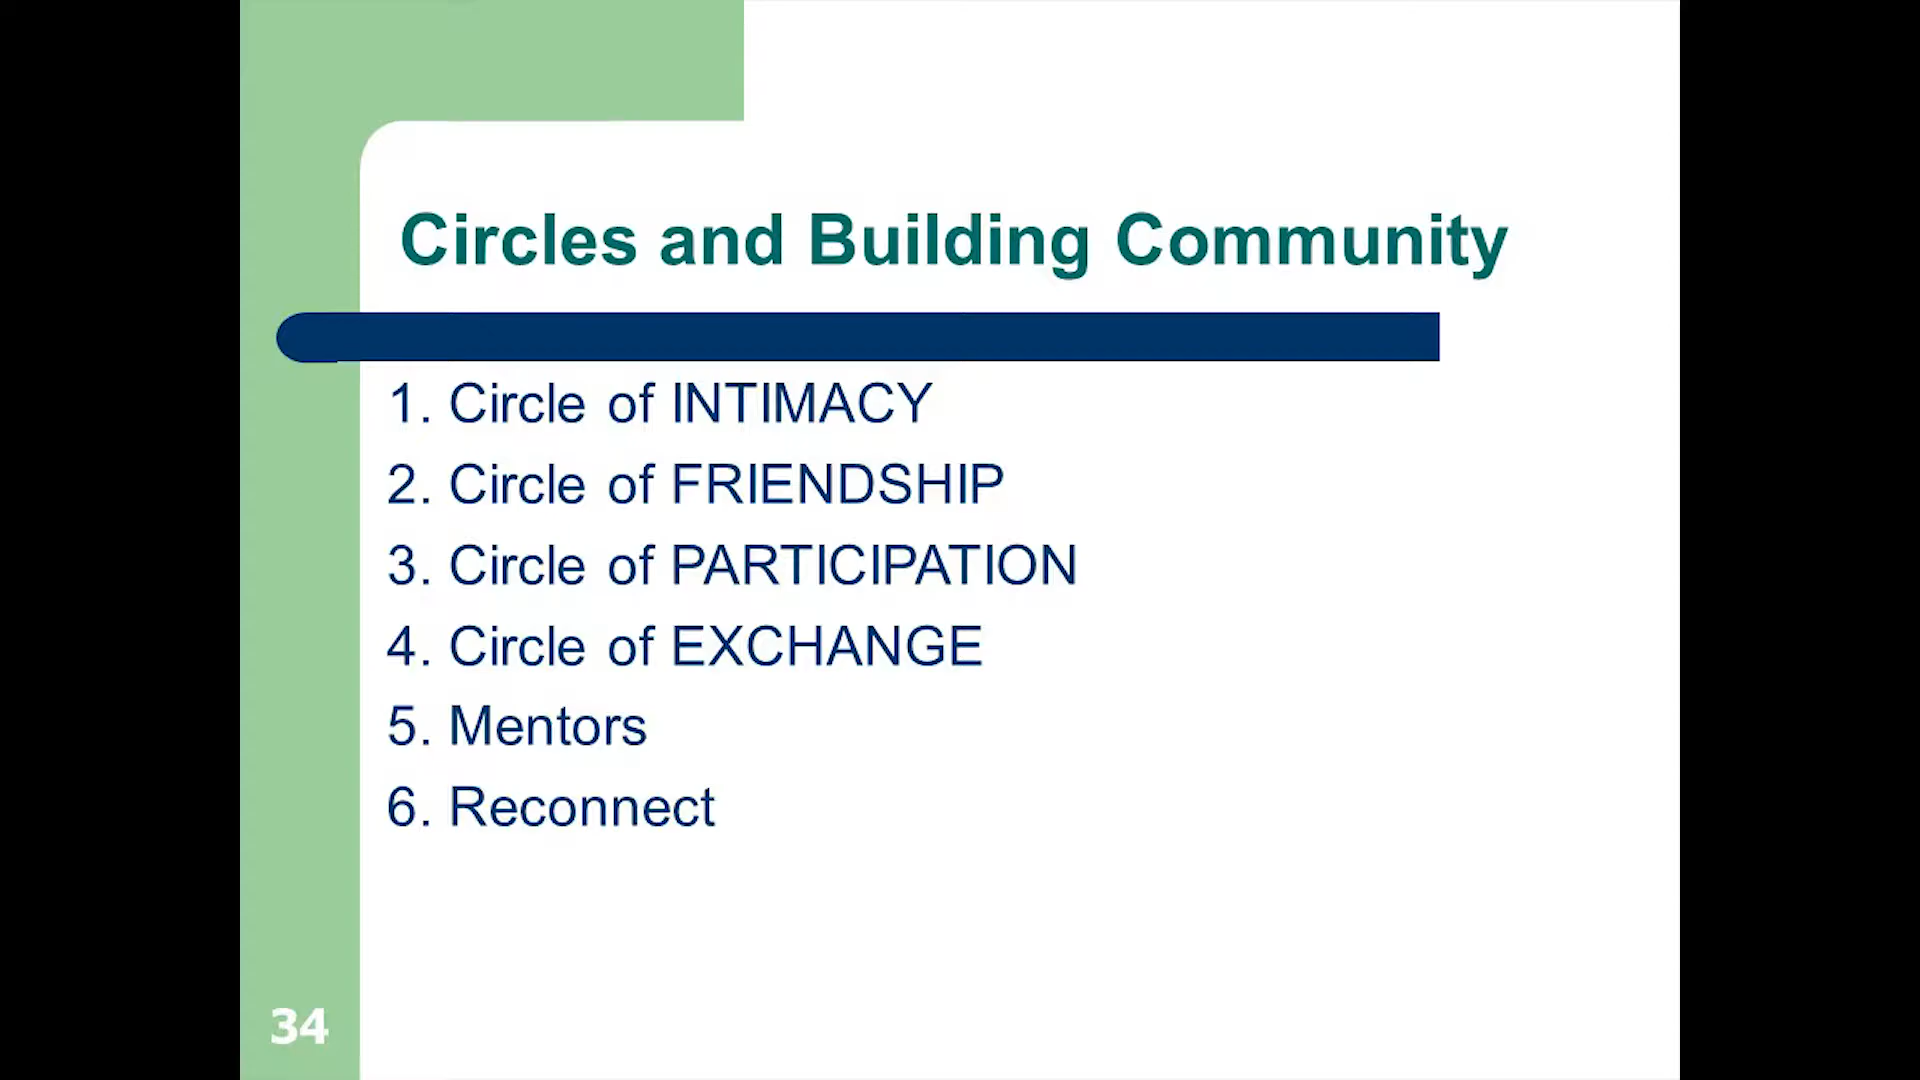 Circles and Building Community
1. Circle of INTIMACY
2. Circle of FRIENDSHIP
3. Circle of PARTICIPATION
4. Circle of EXCHANGE
5. Mentors
6. Reconnect
34